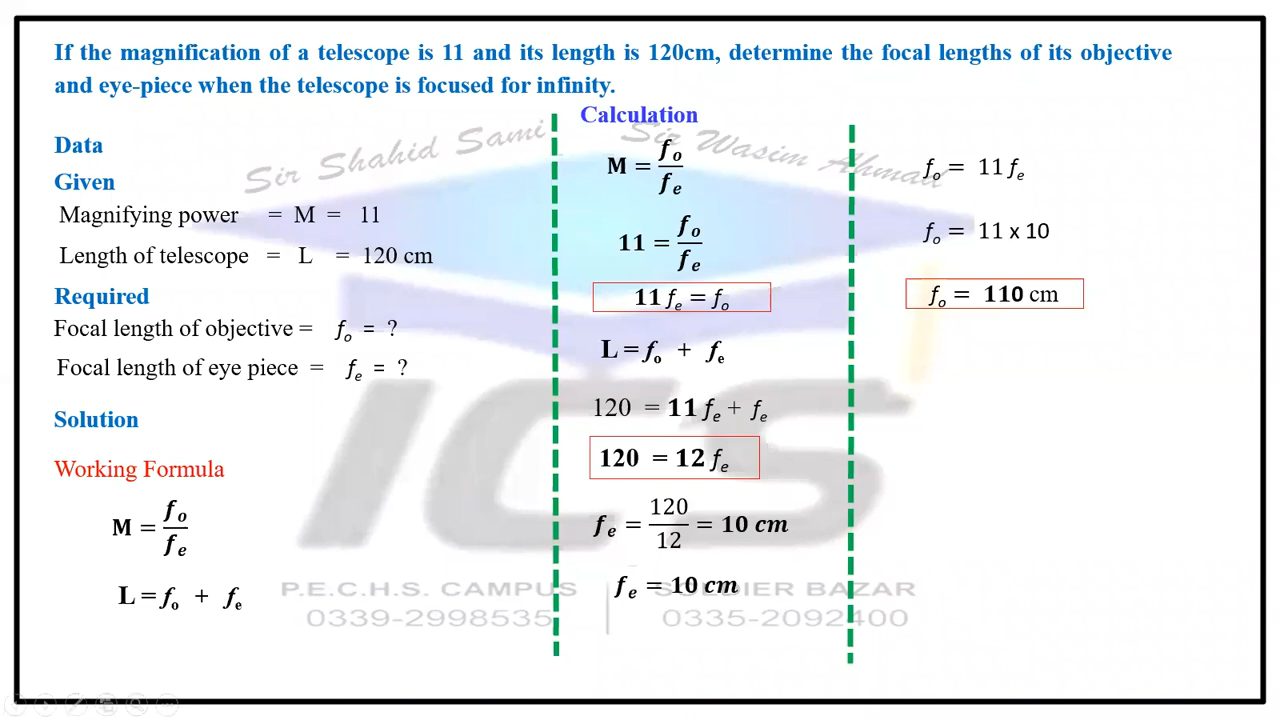 If the magnification of a telescope is 11 and its length is 120cm, determine the focal lengths of its objective
and eye-piece when the telescope is focused for infinity.
Data
Given
Magnifying power = M = 11
Length of telescope = L = 120 cm
Required
Focal length of objective = fₒ = ?
Focal length of eye piece = fₑ = ?
Solution
Working Formula
M = fₒ/fₑ
L = fₒ + fₑ
Calculation
M = fₒ/fₑ
11 = fₒ/fₑ
11 fₑ = fₒ
L = fₒ + fₑ
120 = 11 fₑ + fₑ
120 = 12 fₑ
fₑ = 120/12 = 10 cm
fₑ = 10 cm
fₒ = 11 fₑ
fₒ = 11 x 10
fₒ = 110 cm
Sir Shahid Sami
Sir Wasim Ahmad
ICS
P.E.C.H.S. CAMPUS
0339-2998535
SOLDIER BAZAR
0335-2092400